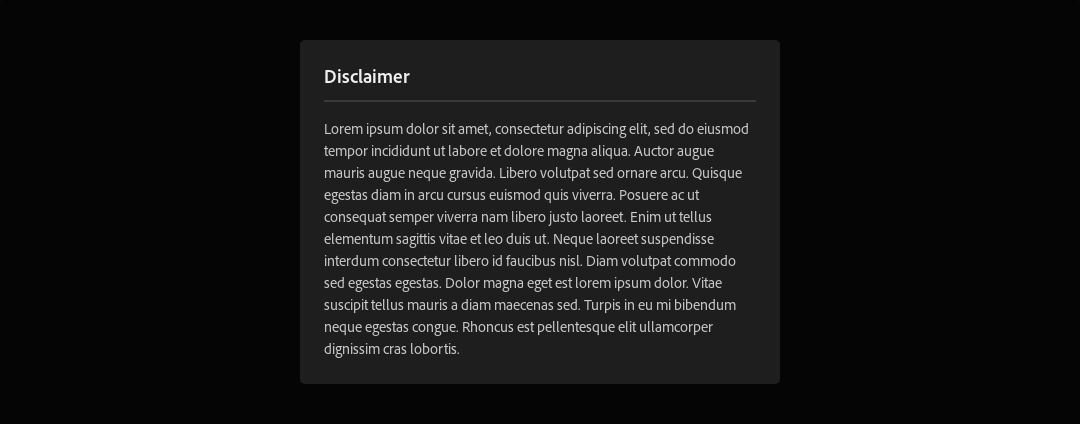 Disclaimer
Lorem ipsum dolor sit amet, consectetur adipiscing elit, sed do eiusmod
tempor incididunt ut labore et dolore magna aliqua. Auctor augue
mauris augue neque gravida. Libero volutpat sed ornare arcu. Quisque
egestas diam in arcu cursus euismod quis viverra. Posuere ac ut
consequat semper viverra nam libero justo laoreet. Enim ut tellus
elementum sagittis vitae et leo duis ut. Neque laoreet suspendisse
interdum consectetur libero id faucibus nisl. Diam volutpat commodo
sed egestas egestas. Dolor magna eget est lorem ipsum dolor. Vitae
suscipit tellus mauris a diam maecenas sed. Turpis in eu mi bibendum
neque egestas congue. Rhoncus est pellentesque elit ullamcorper
dignissim cras lobortis.